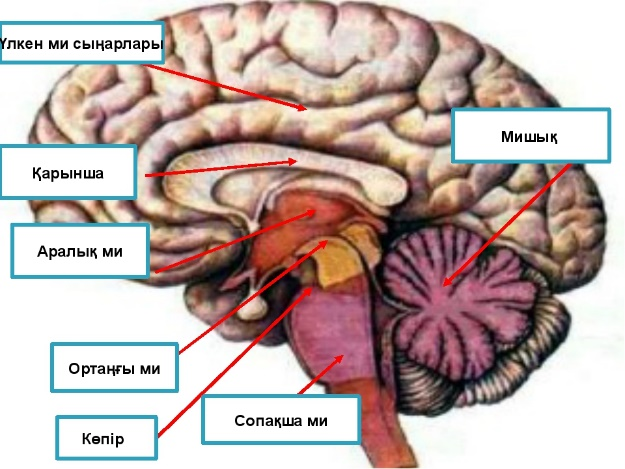 Үлкен ми сыңарлары
Мишық
Қарынша
Аралық ми
Ортаңғы ми
Сопақша ми
Көпір